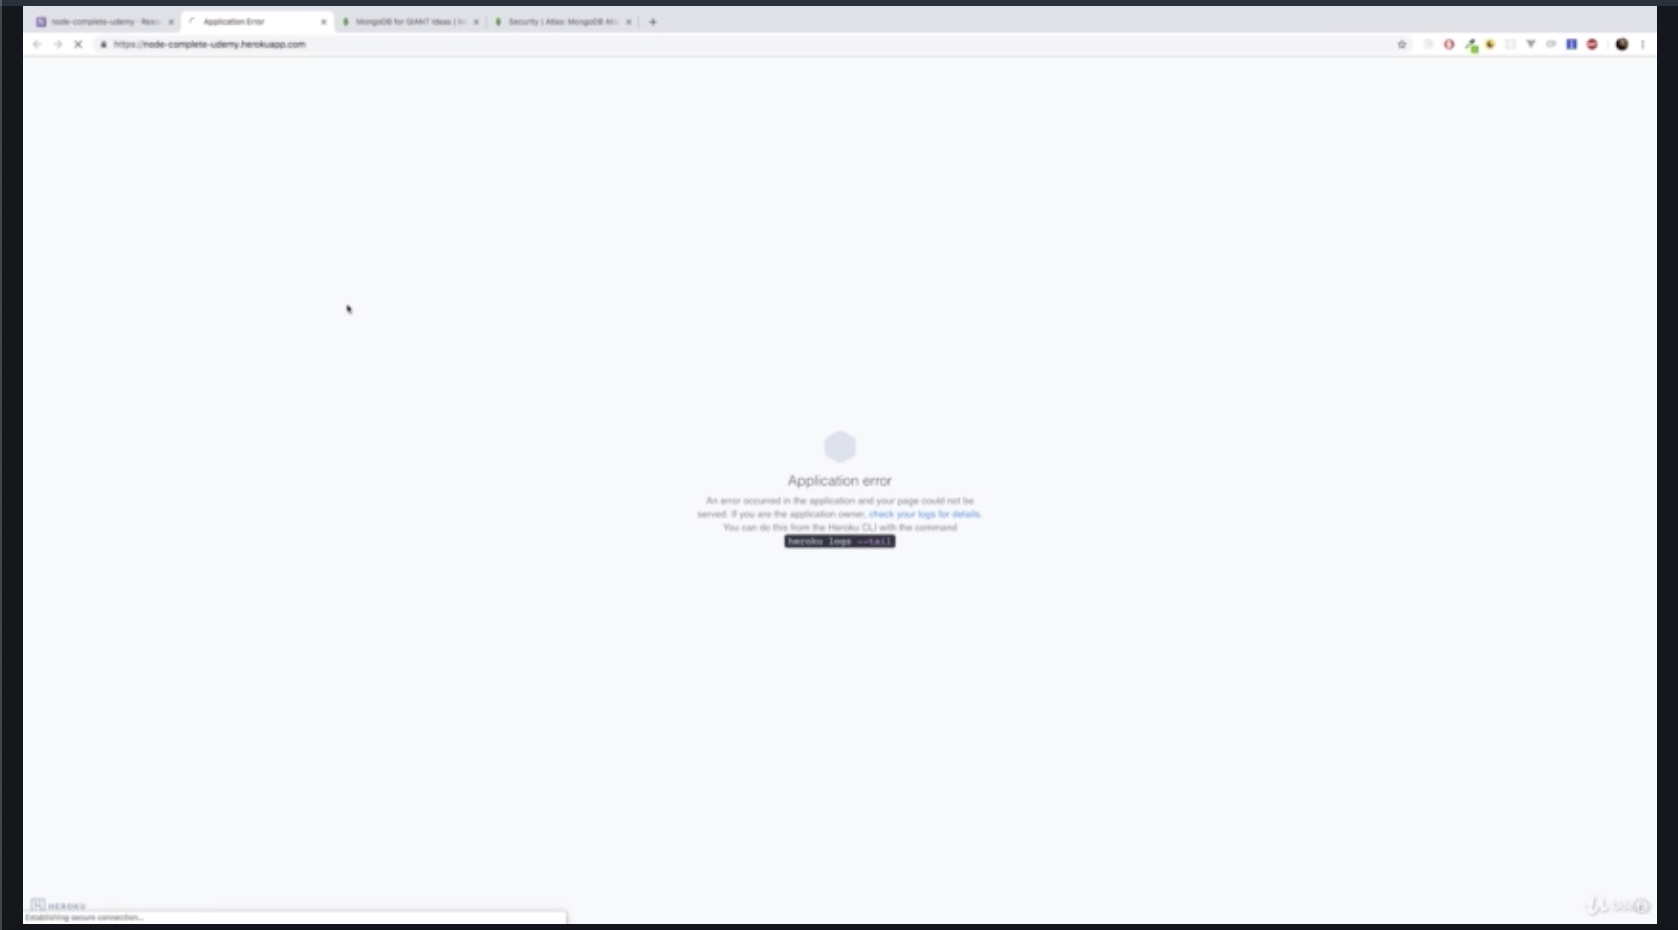 node-complete-udemy · Reso
Application Error
MongoDB for GIANT Ideas | M
Security | Atlas: MongoDB Atl
https://node-complete-udemy.herokuapp.com
Application error
An error occurred in the application and your page could not be
served. If you are the application owner, check your logs for details.
You can do this from the Heroku CLI with the command
heroku logs --tail
HEROKU
Establishing secure connection...